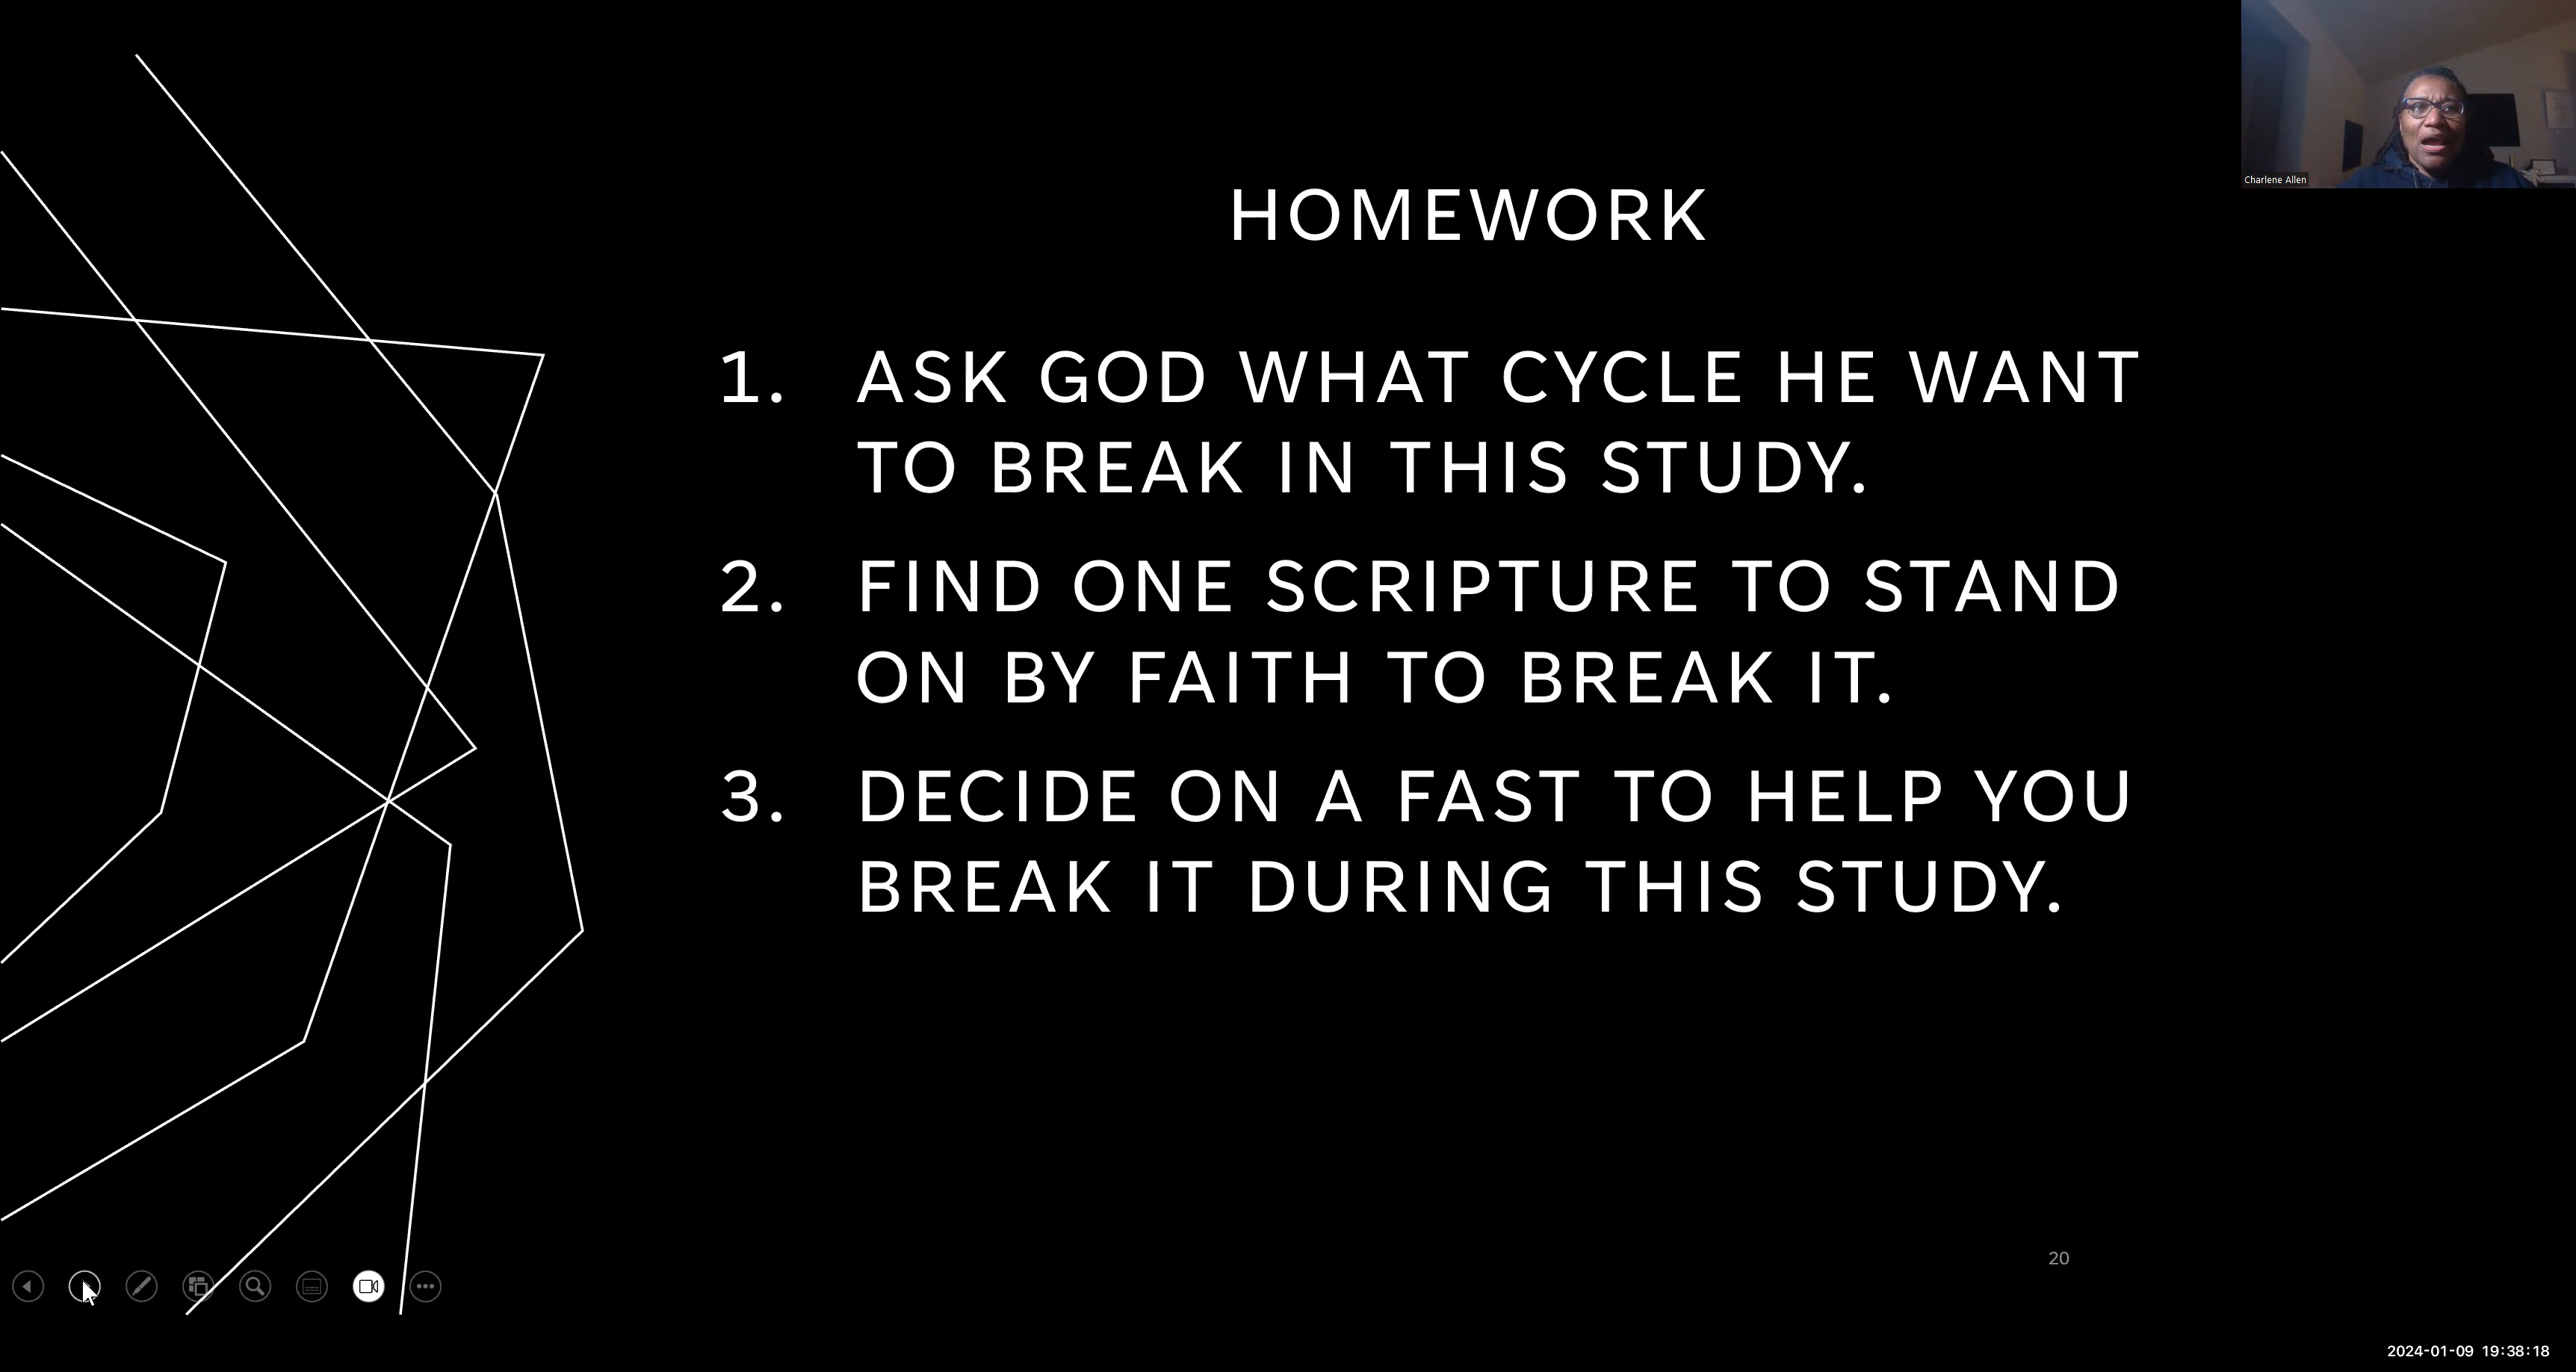 Charlene Allen
HOMEWORK
1. ASK GOD WHAT CYCLE HE WANT
TO BREAK IN THIS STUDY.
2. FIND ONE SCRIPTURE TO STAND
ON BY FAITH TO BREAK IT.
3. DECIDE ON A FAST TO HELP YOU
BREAK IT DURING THIS STUDY.
20
2024-01-09 19:38:18